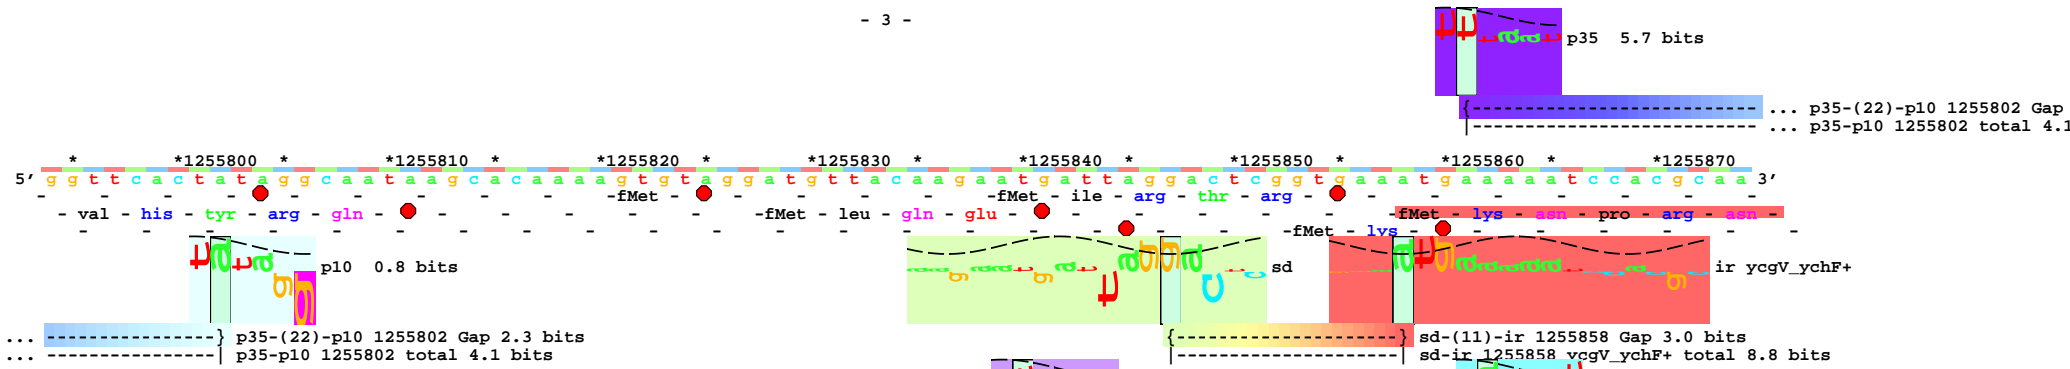 - 3 -
p35 5.7 bits
{-------------------------- ... p35-(22)-p10 1255802 Gap
|-------------------------- ... p35-p10 1255802 total 4.1
* *1255800 * *1255810 * *1255820 * *1255830 * *1255840 * *1255850 * *1255860 * *1255870
5' g g t t c a c t a t a g g c a a t a a g c a c a a a a g t g t a g g a t g t t a c a a g a a t g a t t a g g a c t c g g t g a a a t g a a a a a t c c a c g c a a 3'
- - - - - - - - -fMet - - - - - -fMet - ile - arg - thr - arg - - - - - - -
- val - his - tyr - arg - gln - - - - - - -fMet - leu - gln - glu - - - - - -fMet - lys - asn - pro - arg - asn -
- - - - - - - - - - - - - - - - - - - -fMet - lys - - - - - -
p10 0.8 bits
sd
ir ycgV_ychF+
... ----------------} p35-(22)-p10 1255802 Gap 2.3 bits
... ----------------| p35-p10 1255802 total 4.1 bits
{---------------------} sd-(11)-ir 1255858 Gap 3.0 bits
|---------------------| sd-ir 1255858 ycgV_ychF+ total 8.8 bits